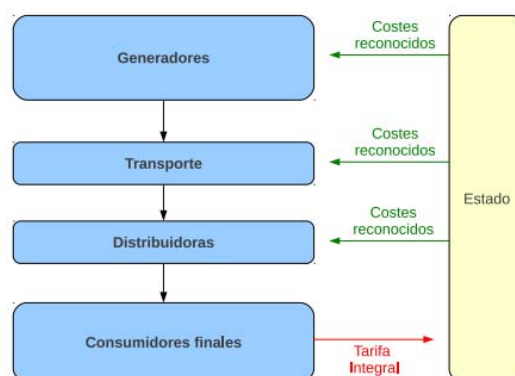 Generadores
Costes
reconocidos
Transporte
Costes
reconocidos
Distribuidoras
Costes
reconocidos
Estado
Consumidores finales
Tarifa
Integral